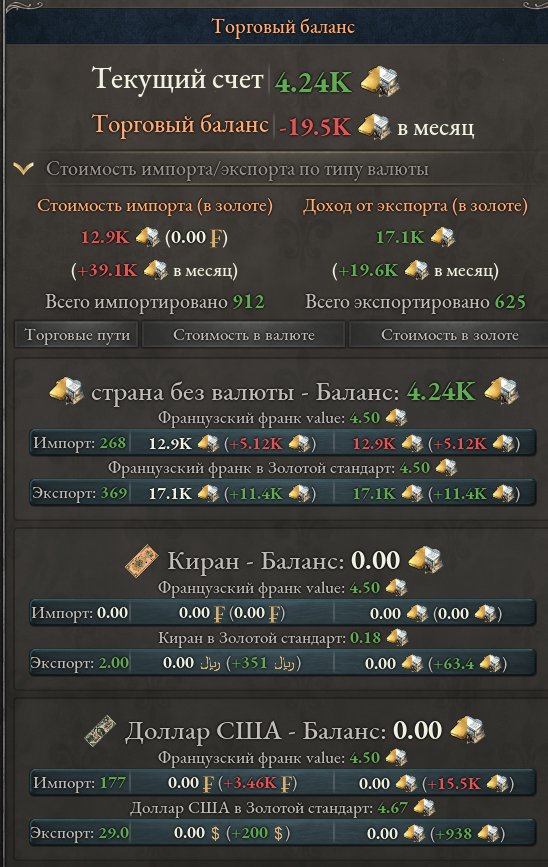 Торговый баланс
Текущий счет 4.24K
Торговый баланс -19.5K в месяц
Стоимость импорта/экспорта по типу валюты
Стоимость импорта (в золоте) Доход от экспорта (в золоте)
12.9K (0.00 ₣) 17.1K
(+39.1K в месяц) (+19.6K в месяц)
Всего импортировано 912 Всего экспортировано 625
Торговые пути Стоимость в валюте Стоимость в золоте
страна без валюты - Баланс: 4.24K
Французский франк value: 4.50
Импорт: 268 12.9K (+5.12K ) 12.9K (+5.12K )
Французский франк в Золотой стандарт: 4.50
Экспорт: 369 17.1K (+11.4K ) 17.1K (+11.4K )
Киран - Баланс: 0.00
Французский франк value: 4.50
Импорт: 0.00 0.00 ₣ (0.00 ₣) 0.00 (0.00 )
Киран в Золотой стандарт: 0.18
Экспорт: 2.00 0.00 ﷼ (+351 ﷼) 0.00 (+63.4 )
Доллар США - Баланс: 0.00
Французский франк value: 4.50
Импорт: 177 0.00 ₣ (+3.46K ₣) 0.00 (+15.5K )
Доллар США в Золотой стандарт: 4.67
Экспорт: 29.0 0.00 $ (+200 $) 0.00 (+938 )